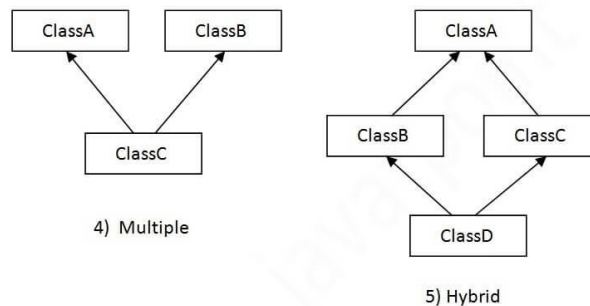 ClassA
ClassB
ClassC
4) Multiple
ClassA
ClassB
ClassC
ClassD
5) Hybrid